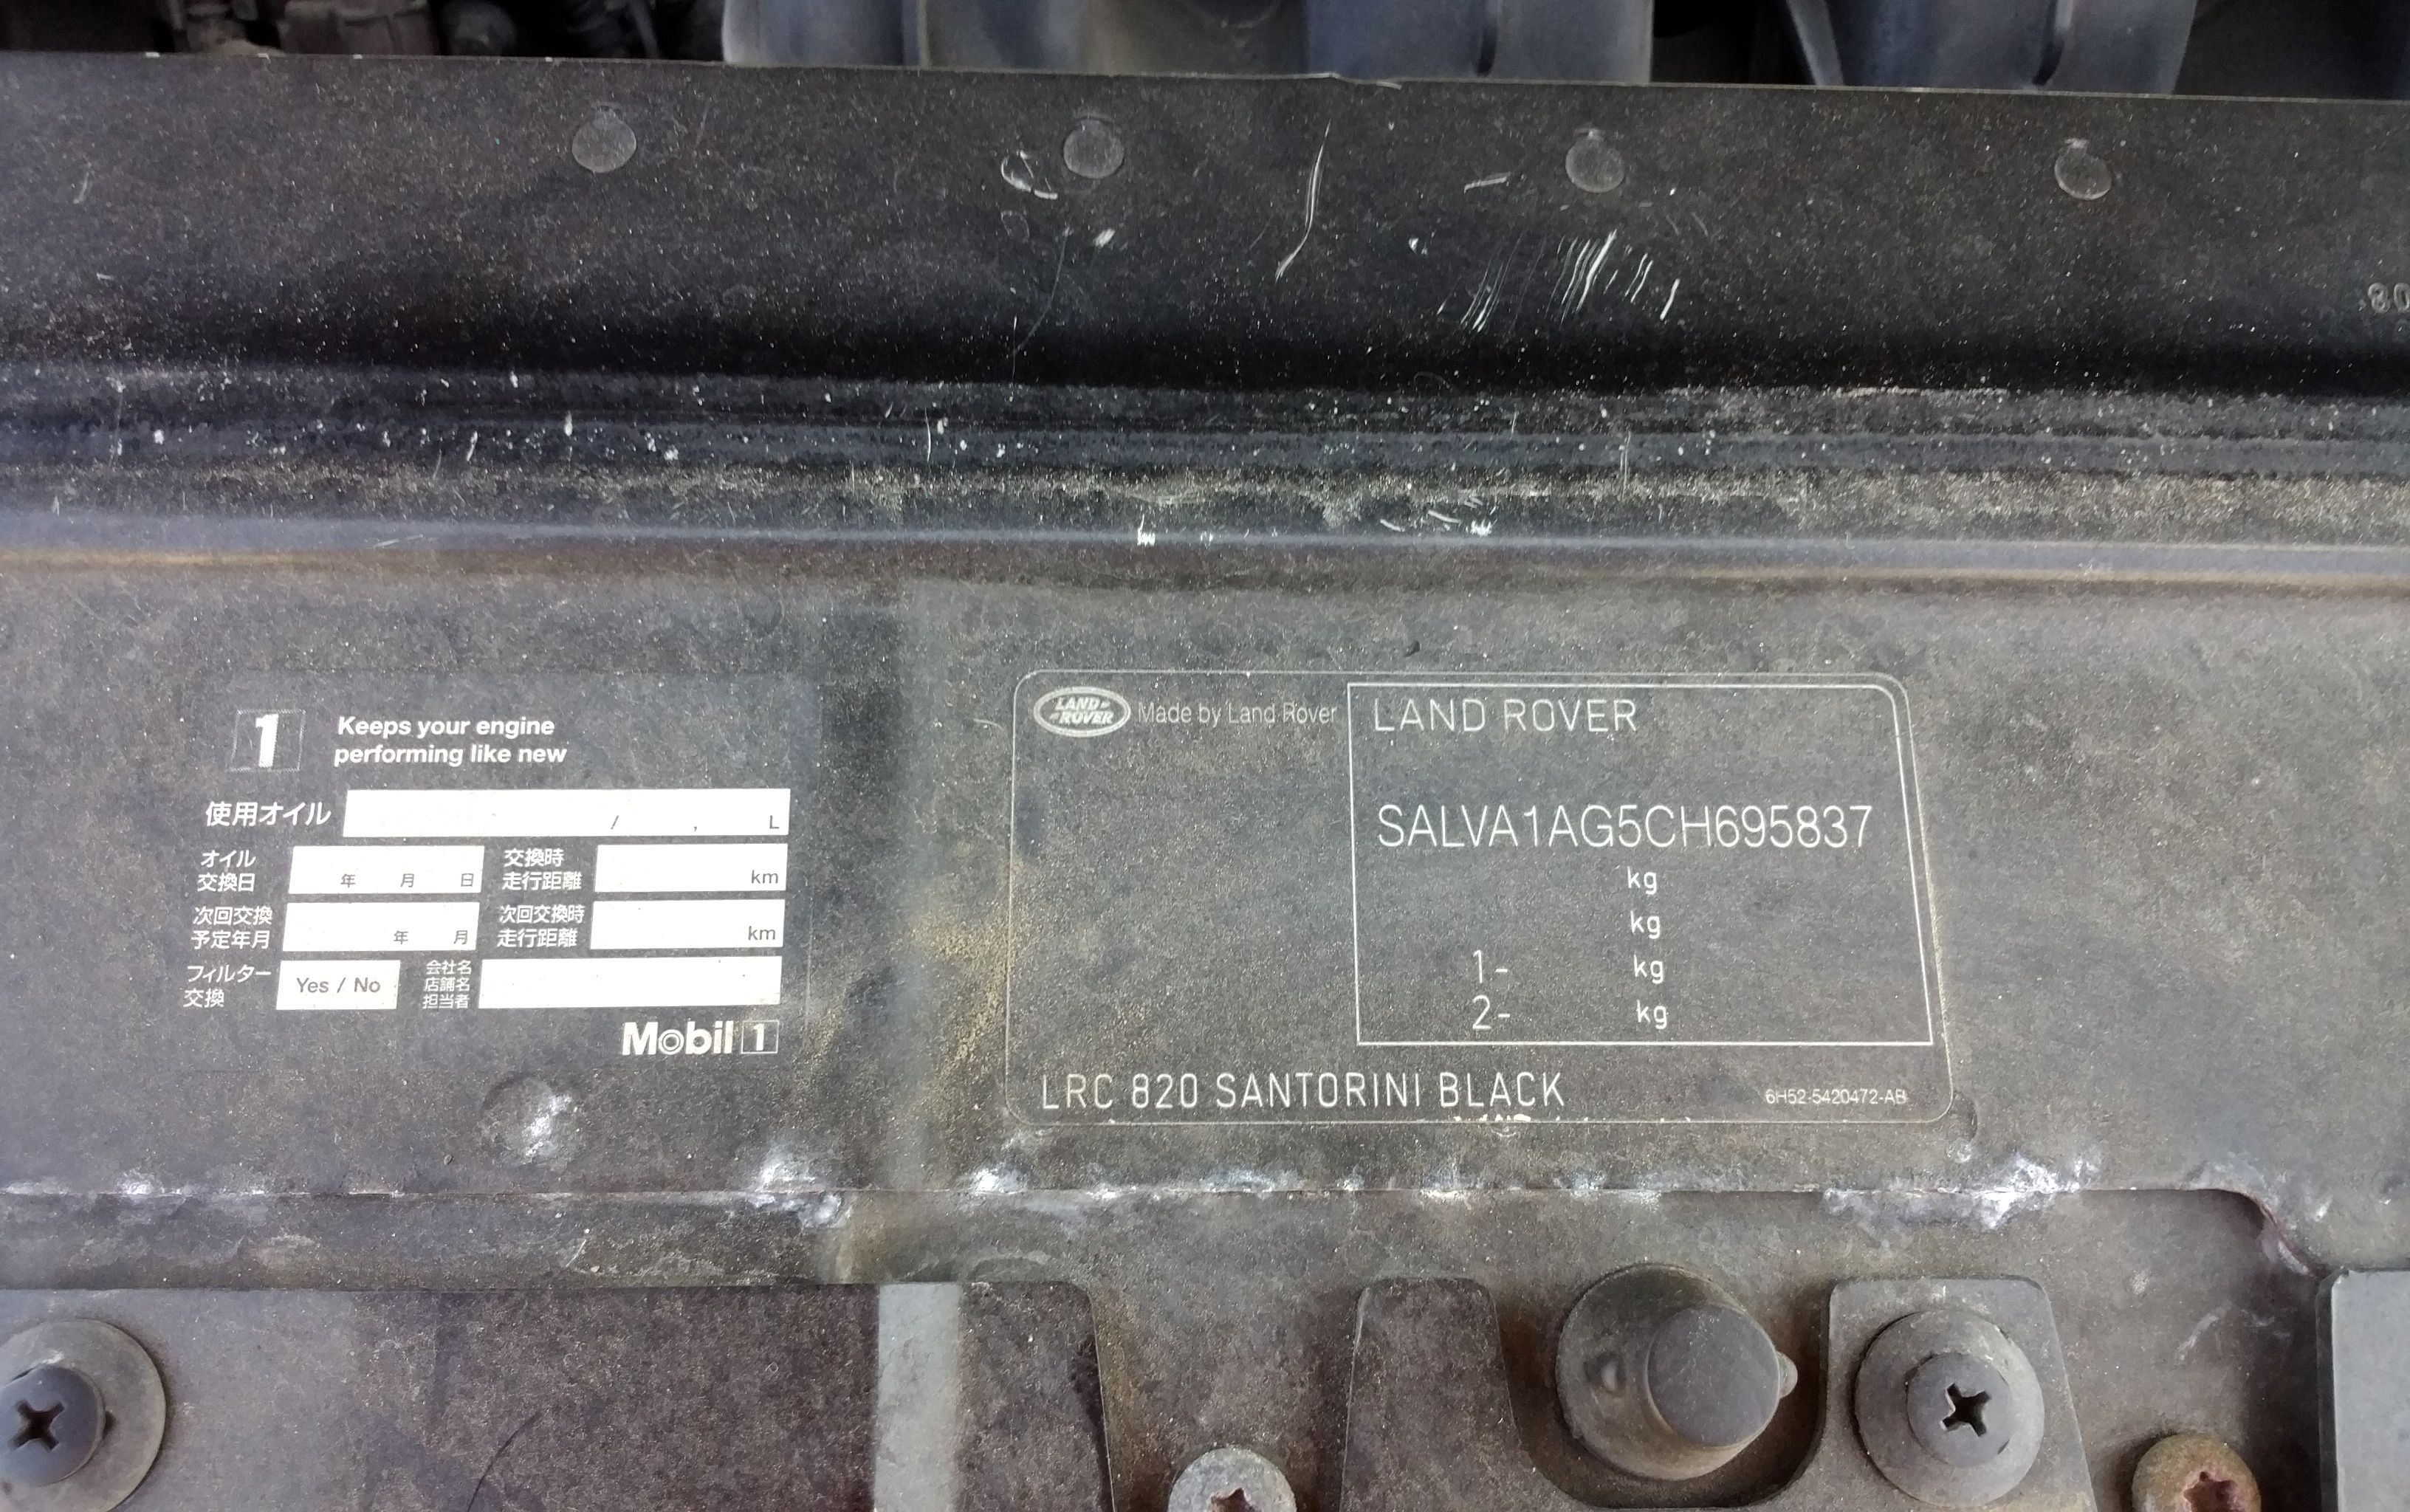 80
1 Keeps your engine
performing like new
使用オイル / , L
オイル
交換日 年 月 日
交換時
走行距離 km
次回交換
予定年月 年 月
次回交換時
走行距離 km
フィルター
交換 Yes / No
会社名
店舗名
担当者
Mobil 1
LAND ROVER
Made by Land Rover
LAND ROVER
SALVA1AG5CH695837
kg
kg
1- kg
2- kg
LRC 820 SANTORINI BLACK
6H52-5420472-AB